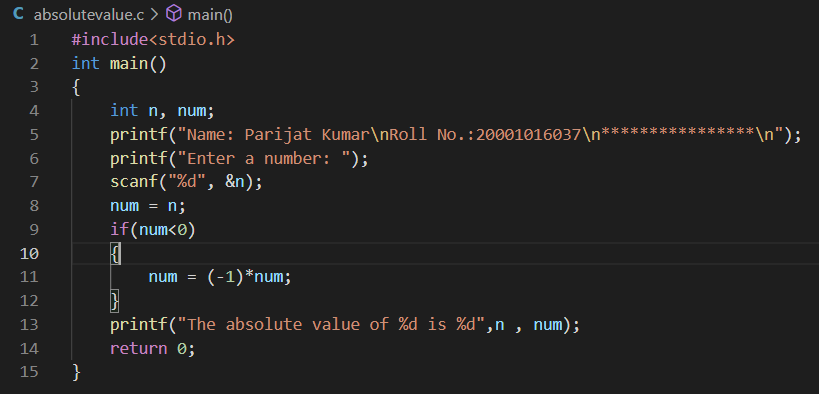 C absolutevalue.c > main()
1 #include<stdio.h>
2 int main()
3 {
4     int n, num;
5     printf("Name: Parijat Kumar\nRoll No.:20001016037\n****************\n");
6     printf("Enter a number: ");
7     scanf("%d", &n);
8     num = n;
9     if(num<0)
10     {
11         num = (-1)*num;
12     }
13     printf("The absolute value of %d is %d",n , num);
14     return 0;
15 }